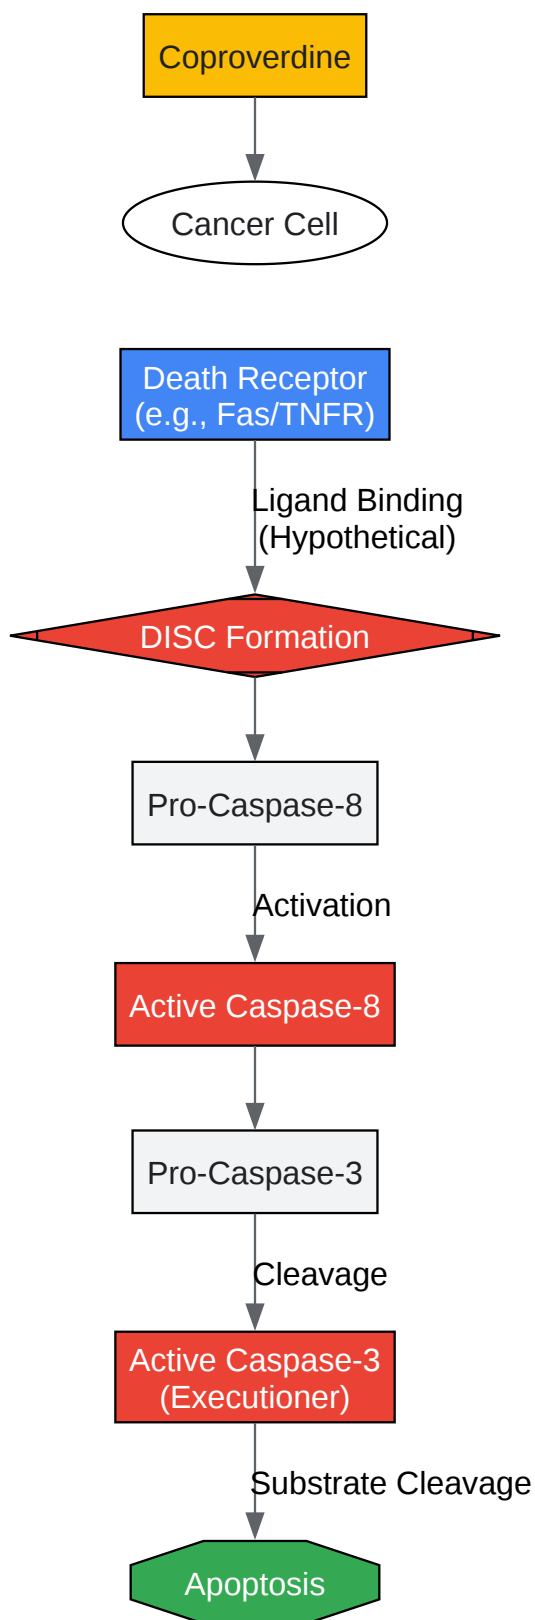 Coproverdine
Cancer Cell
Death Receptor
(e.g., Fas/TNFR)
Ligand Binding
(Hypothetical)
DISC Formation
Pro-Caspase-8
Activation
Active Caspase-8
Pro-Caspase-3
Cleavage
Active Caspase-3
(Executioner)
Substrate Cleavage
Apoptosis